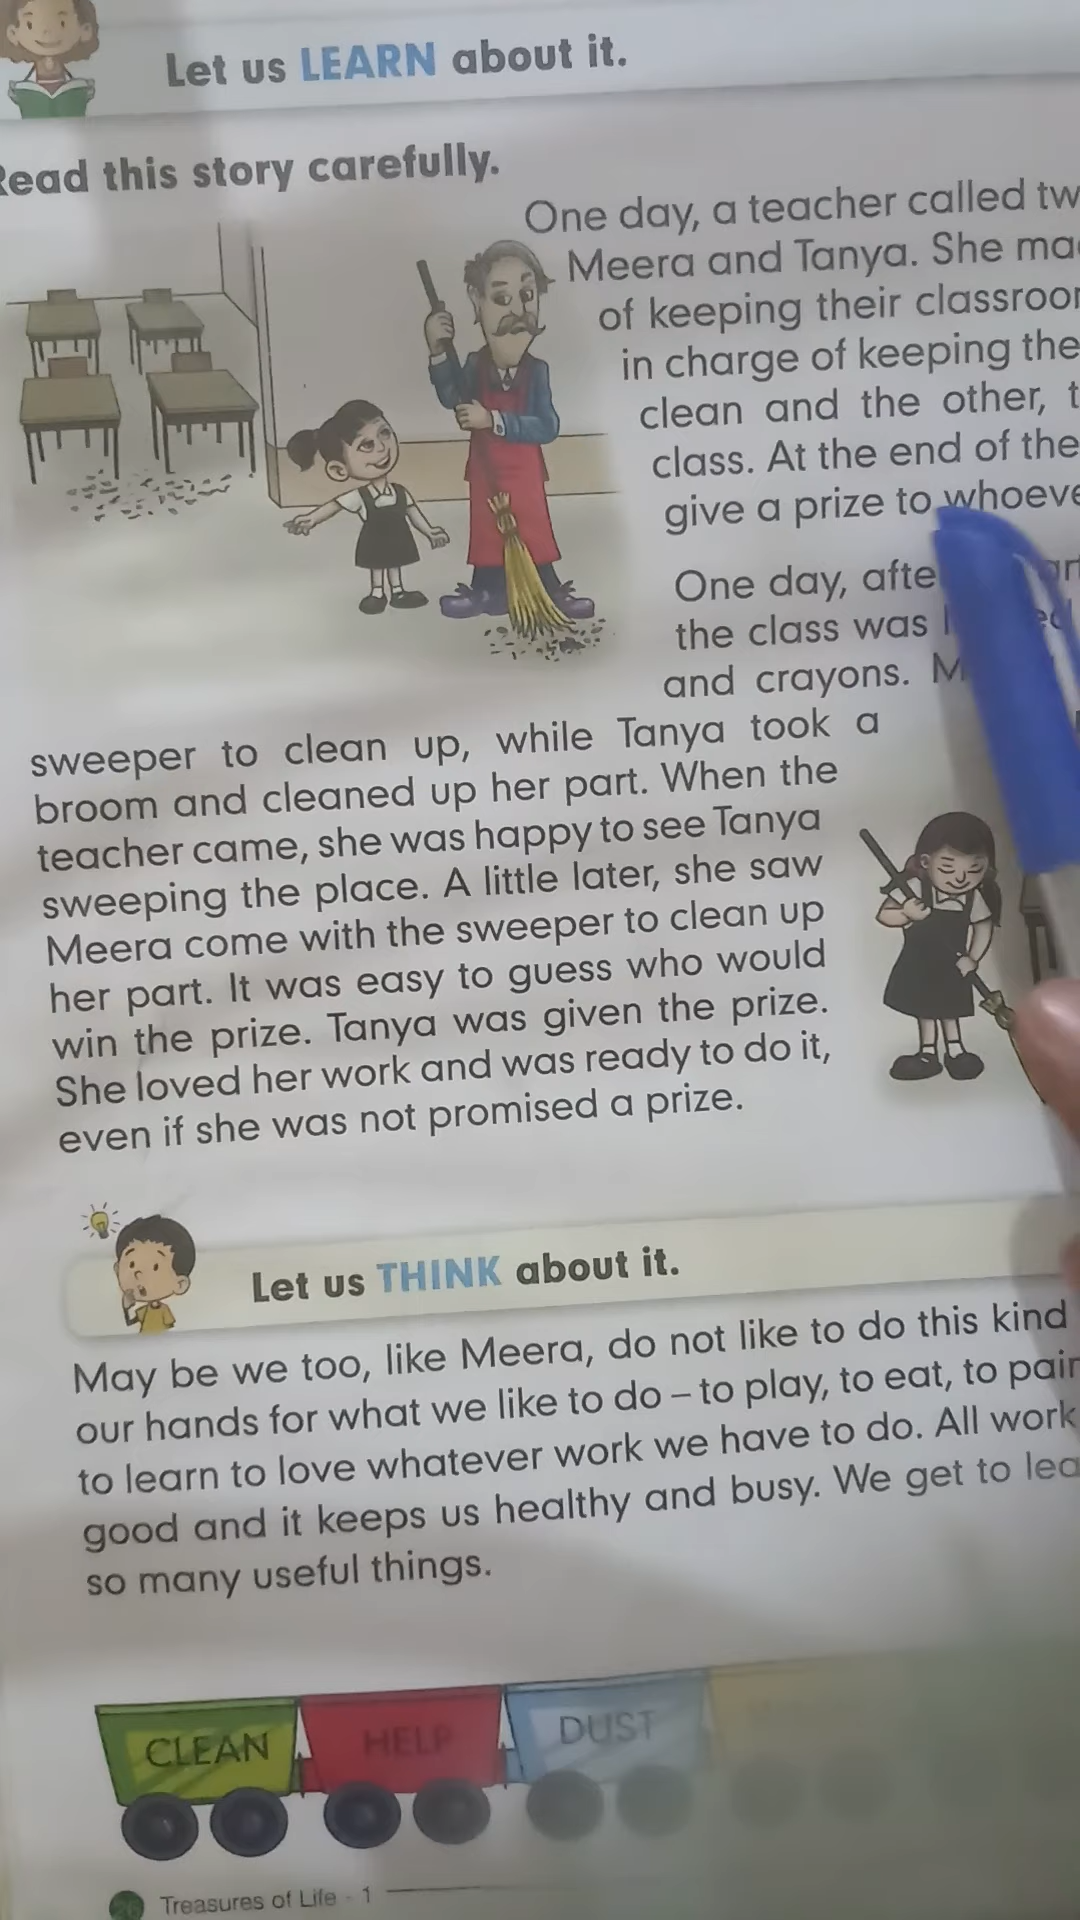 Let us LEARN about it.
Read this story carefully.
One day, a teacher called
Meera and Tanya. She
of keeping their
in charge of keeping the
clean and the other,
class. At the end of the
give a prize to
One day,
the class was
and crayons.
sweeper to clean up, while Tanya took a
broom and cleaned up her part. When the
teacher came, she was happy to see Tanya
sweeping the place. A little later, she saw
Meera come with the sweeper to clean up
her part. It was easy to guess who would
win the prize. Tanya was given the prize.
She loved her work and was ready to do it,
even if she was not promised a prize.
Let us THINK about it.
May be we too, like Meera, do not like to do this kind
our hands for what we like to do – to play, to eat, to
to learn to love whatever work we have to do. All work
good and it keeps us healthy and busy. We get to
so many useful things.
CLEAN
HELP
DUST
Treasures of Life - 1